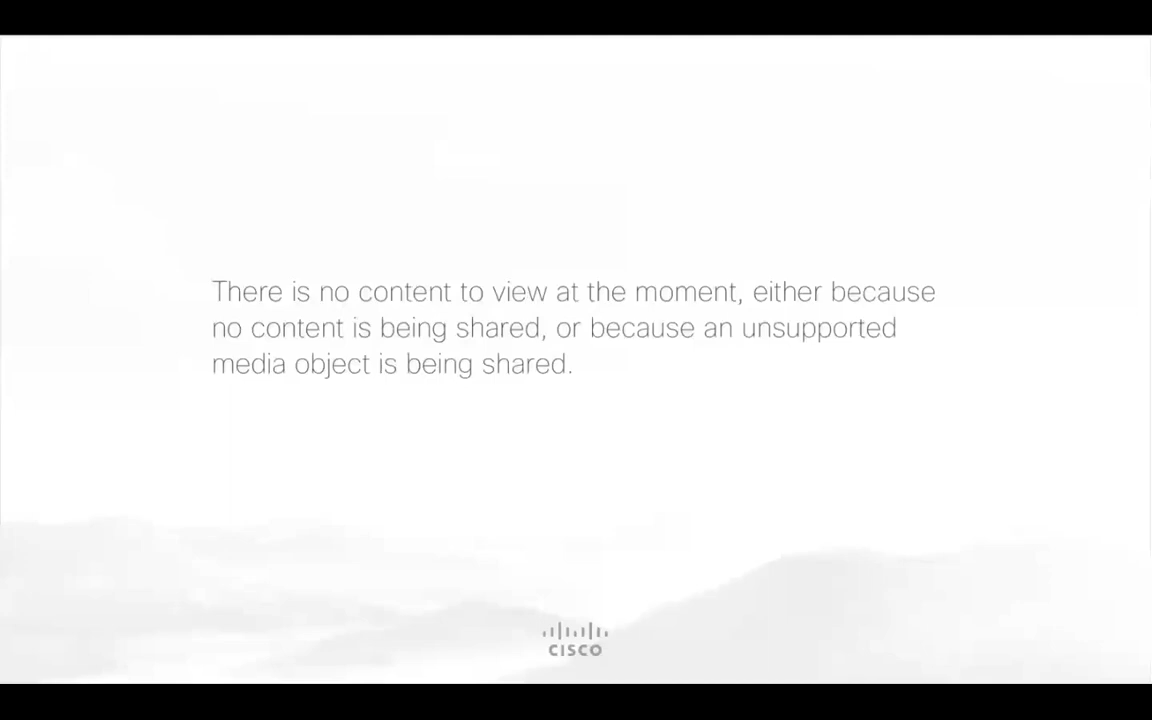 There is no content to view at the moment, either because
no content is being shared, or because an unsupported
media object is being shared.
CISCO